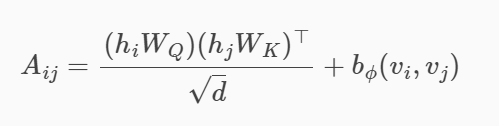 A_{ij} = \frac{(h_i W_Q)(h_j W_K)^\top}{\sqrt{d}} + b_\phi(v_i, v_j)